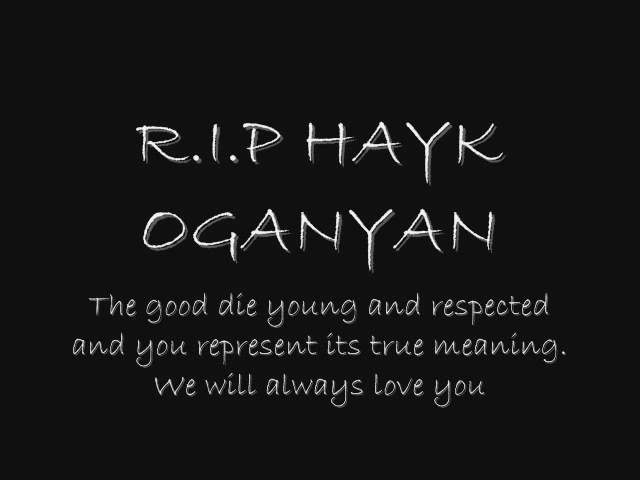 R.I.P HAYK
OGANYAN
The good die young and respected
and you represent its true meaning.
We will always love you